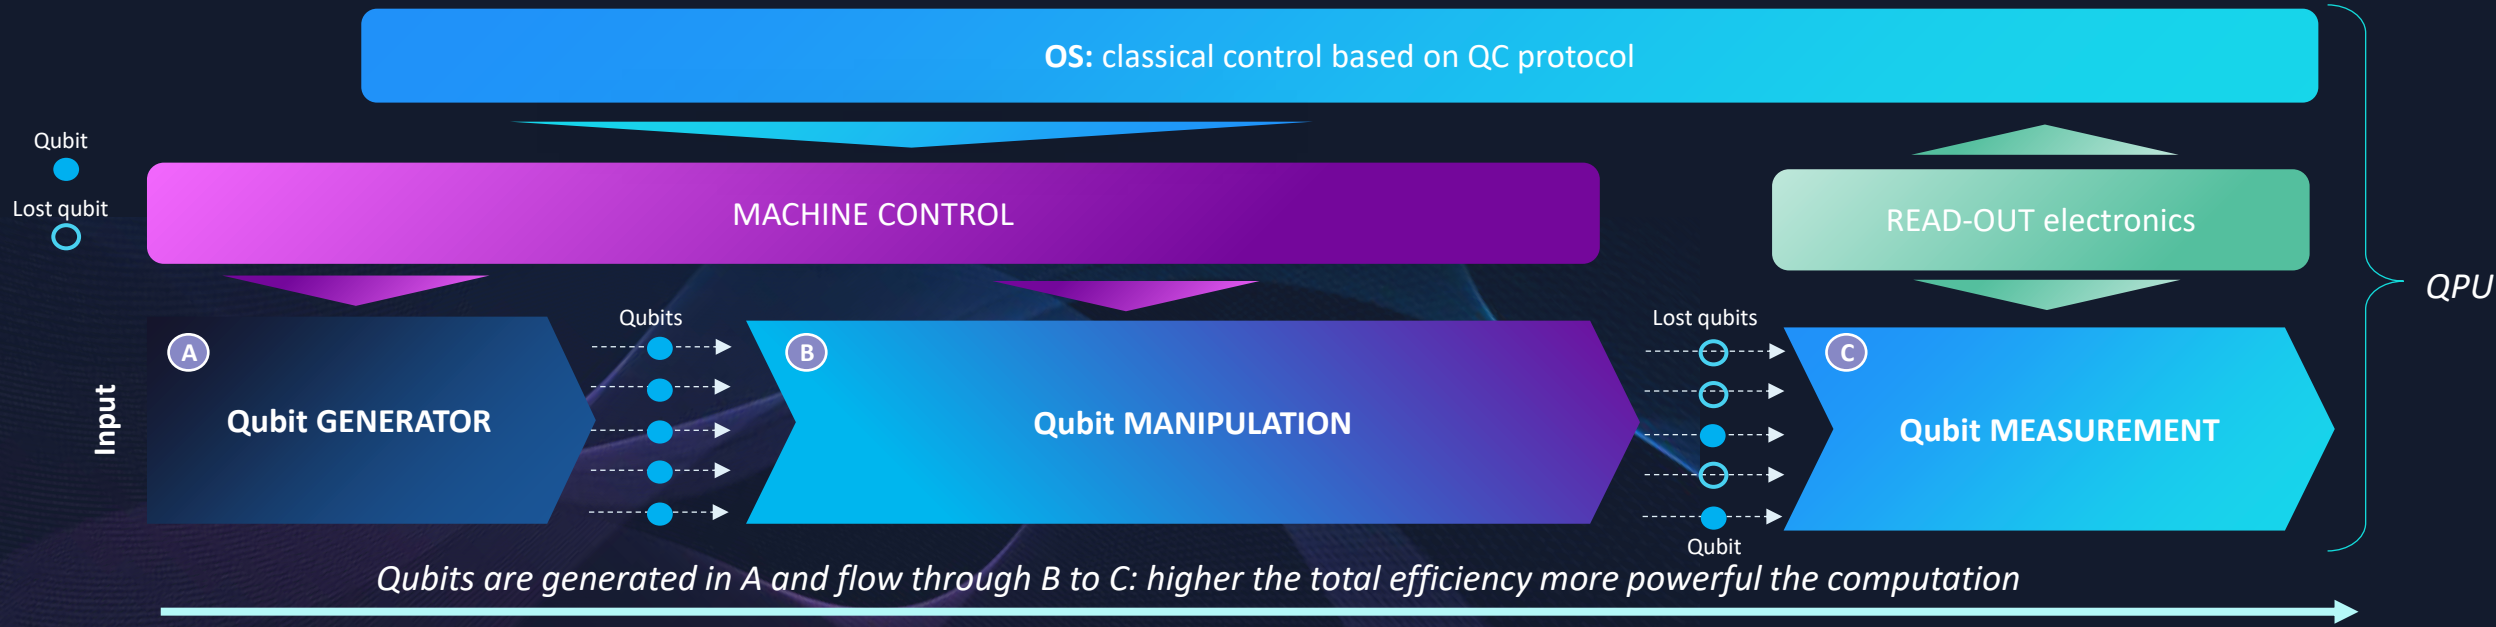 OS: classical control based on QC protocol
Qubit
Lost qubit
MACHINE CONTROL
READ-OUT electronics
QPU
Input
A
Qubit GENERATOR
Qubits
B
Qubit MANIPULATION
Lost qubits
Qubit
C
Qubit MEASUREMENT
Qubits are generated in A and flow through B to C: higher the total efficiency more powerful the computation